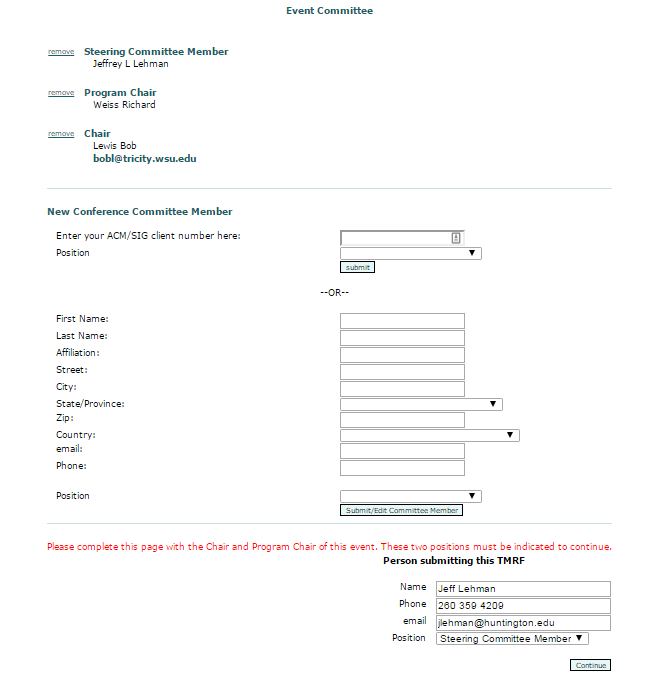 Event Committee
remove Steering Committee Member
Jeffrey L Lehman
remove Program Chair
Weiss Richard
remove Chair
Lewis Bob
bobl@tricity.wsu.edu
New Conference Committee Member
Enter your ACM/SIG client number here:
Position
submit
--OR--
First Name:
Last Name:
Affiliation:
Street:
City:
State/Province:
Zip:
Country:
email:
Phone:
Position
Submit/Edit Committee Member
Please complete this page with the Chair and Program Chair of this event. These two positions must be indicated to continue.
Person submitting this TMRF
Name Jeff Lehman
Phone 260 359 4209
email jlehman@huntington.edu
Position Steering Committee Member
Continue